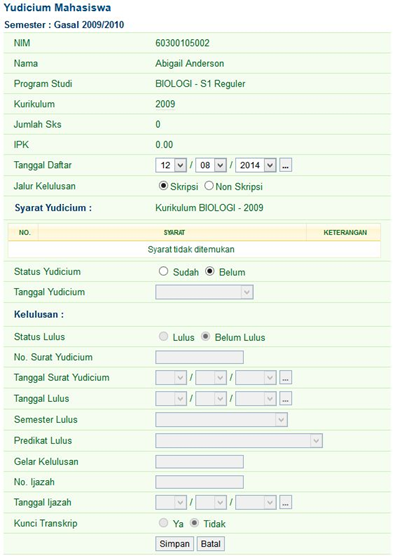 Yudicium Mahasiswa
Semester : Gasal 2009/2010
NIM 60300105002
Nama Abigail Anderson
Program Studi BIOLOGI - S1 Reguler
Kurikulum 2009
Jumlah Sks 0
IPK 0.00
Tanggal Daftar 12 / 08 / 2014 ...
Jalur Kelulusan Skripsi Non Skripsi
Syarat Yudicium : Kurikulum BIOLOGI - 2009
NO. SYARAT KETERANGAN
Syarat tidak ditemukan
Status Yudicium Sudah Belum
Tanggal Yudicium
Kelulusan :
Status Lulus Lulus Belum Lulus
No. Surat Yudicium
Tanggal Surat Yudicium / / ...
Tanggal Lulus / / ...
Semester Lulus
Predikat Lulus
Gelar Kelulusan
No. Ijazah
Tanggal Ijazah / / ...
Kunci Transkrip Ya Tidak
Simpan Batal